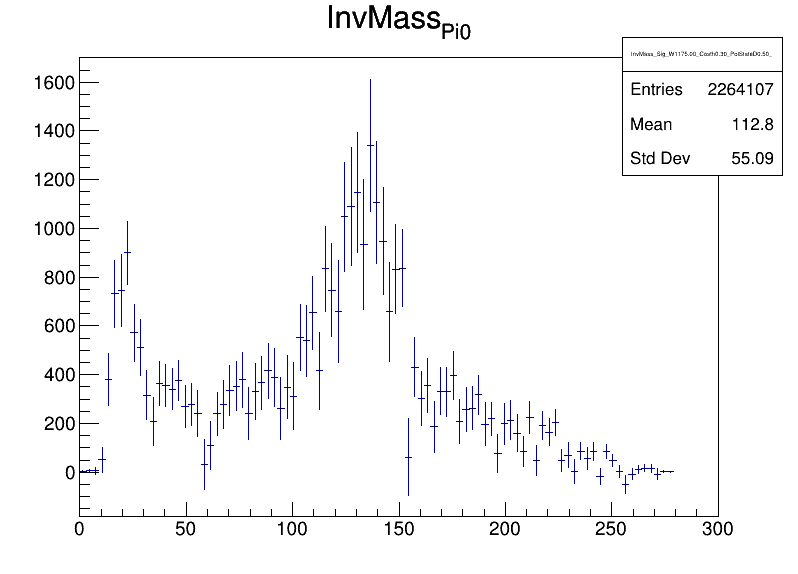 InvMass_Pi0
InvMass_Sig_W1175.00_Costh0.30_PolStateD0.50_
Entries 2264107
Mean 112.8
Std Dev 55.09
1600
1400
1200
1000
800
600
400
200
0
0 50 100 150 200 250 300